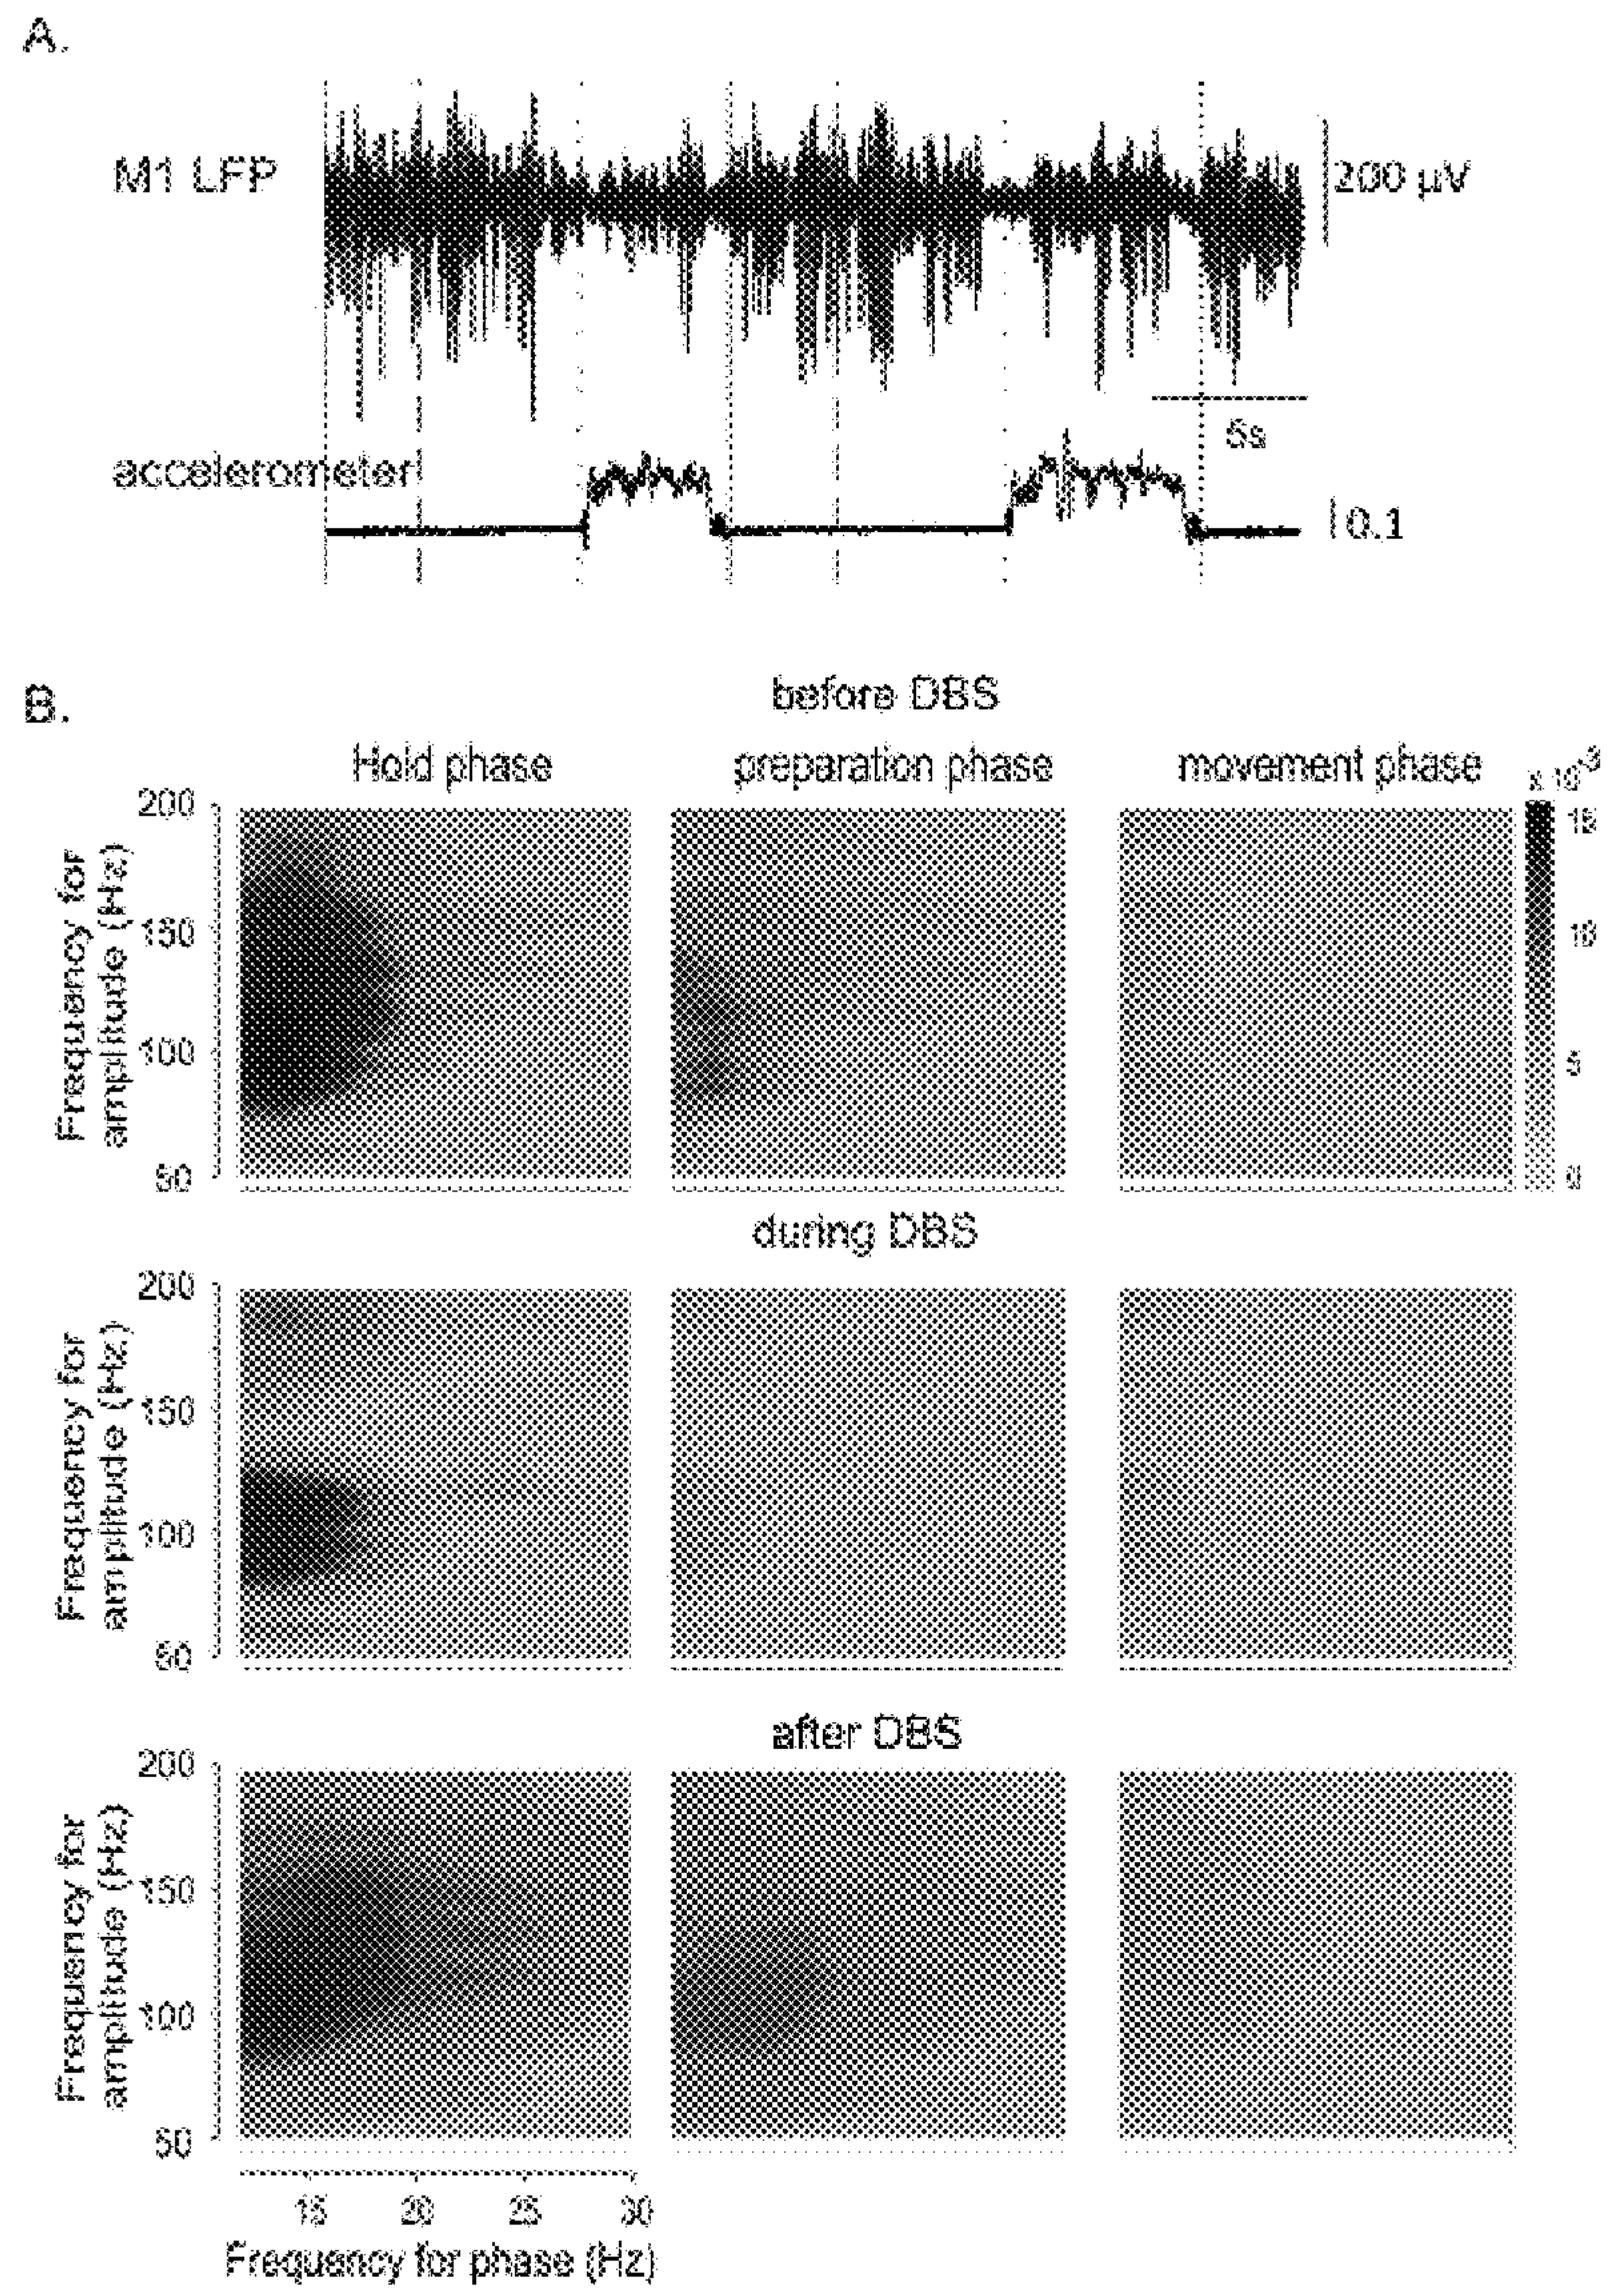 A.
M1 LFP
200 µV
5s
accelerometer
0.1
B.
before DBS
Hold phase preparation phase movement phase
x 10-3
200
150
100
50
Frequency for
amplitude (Hz)
15
10
5
0
during DBS
200
150
100
50
Frequency for
amplitude (Hz)
after DBS
200
150
100
50
Frequency for
amplitude (Hz)
15 20 25 30
Frequency for phase (Hz)